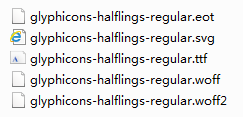 glyphicons-halflings-regular.eot
glyphicons-halflings-regular.svg
glyphicons-halflings-regular.ttf
glyphicons-halflings-regular.woff
glyphicons-halflings-regular.woff2